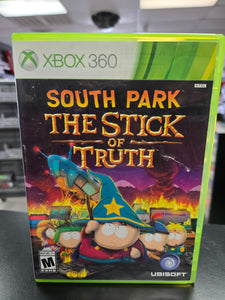 XBOX 360
SOUTH PARK
THE STICK
OF
TRUTH
M
UBISOFT